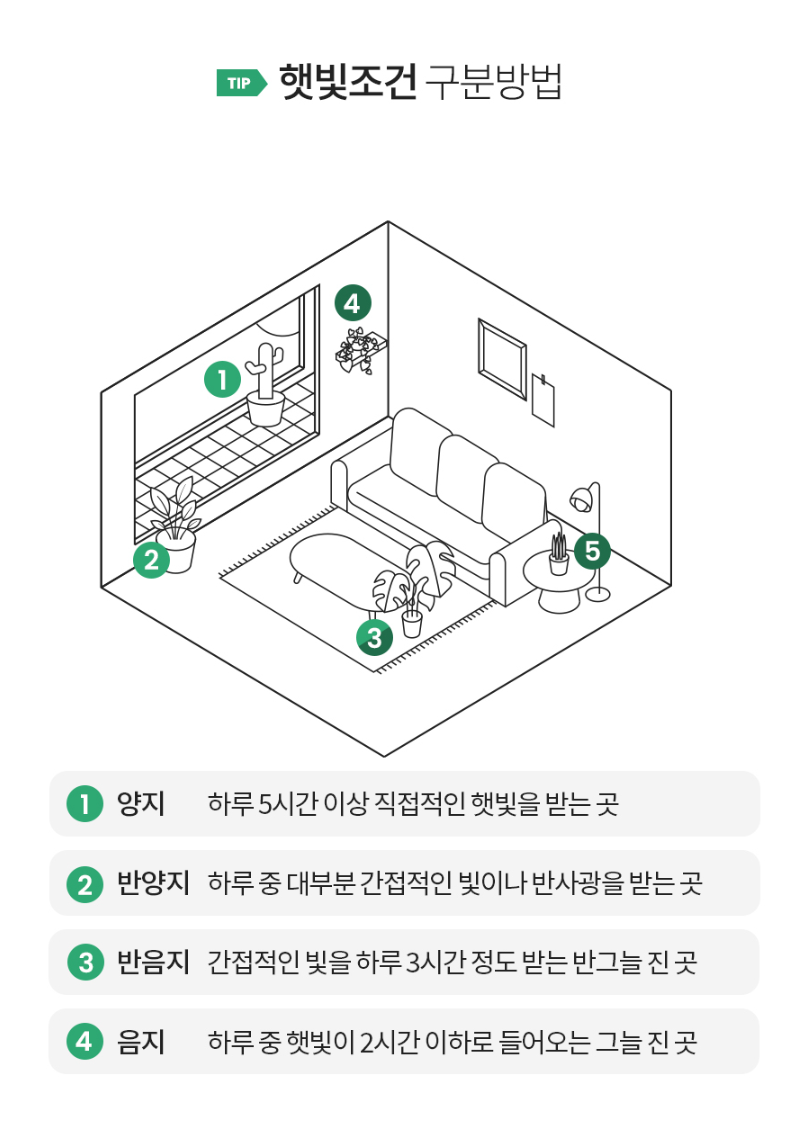 TIP 햇빛조건 구분방법
4
1
5
2
3
1 양지 하루 5시간 이상 직접적인 햇빛을 받는 곳
2 반양지 하루 중 대부분 간접적인 빛이나 반사광을 받는 곳
3 반음지 간접적인 빛을 하루 3시간 정도 받는 반그늘 진 곳
4 음지 하루 중 햇빛이 2시간 이하로 들어오는 그늘 진 곳